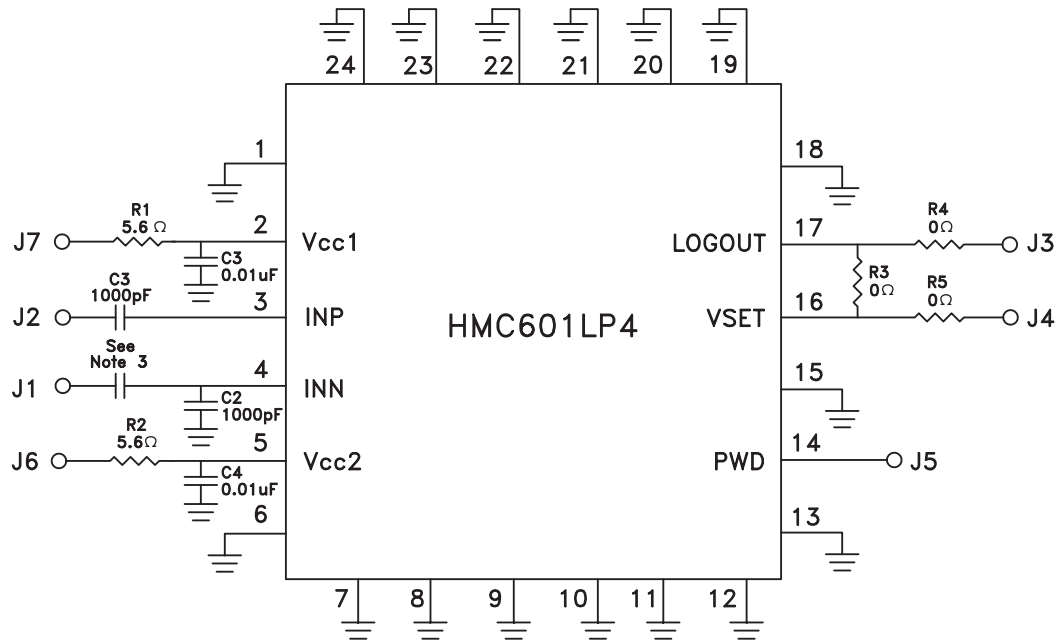 24 23 22 21 20 19
1
18
R1
5.6 Ω
J7
2
Vcc1
C3
0.01uF
LOGOUT
17
R4
0Ω
J3
R3
0Ω
C3
1000pF
J2
3
INP
HMC601LP4
VSET
16
R5
0Ω
J4
See
Note 3
J1
4
INN
C2
1000pF
15
R2
5.6Ω
J6
5
Vcc2
C4
0.01uF
PWD
14
J5
6
13
7 8 9 10 11 12